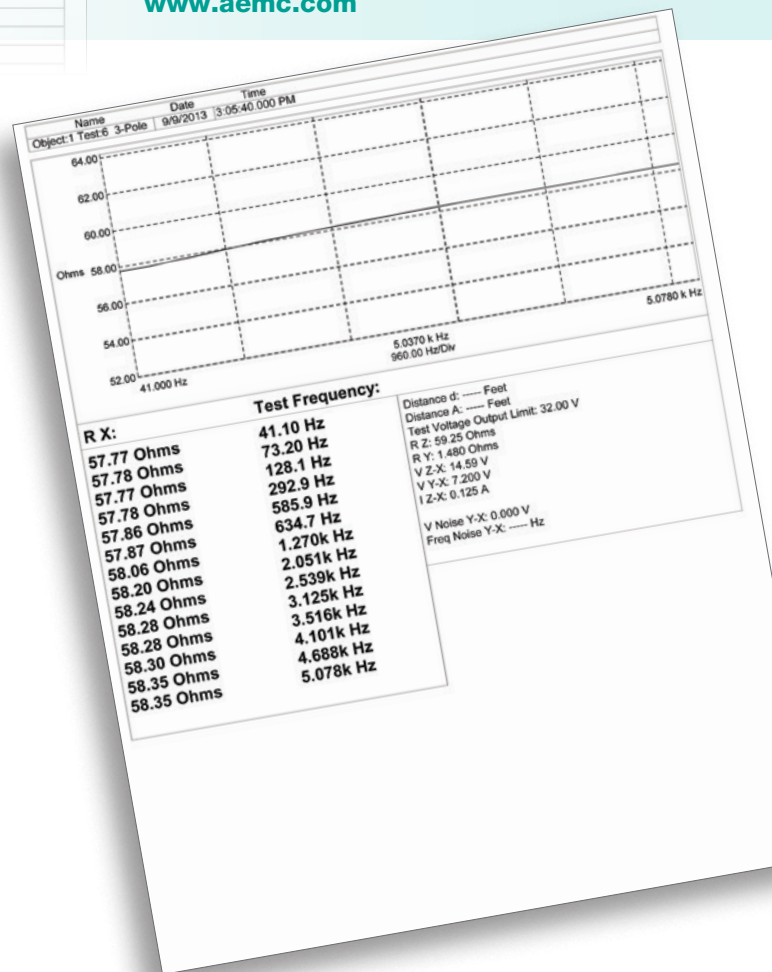 www.aemc.com
Name Date Time
Object:1 Test:6 3-Pole 9/9/2013 3:05:40.000 PM
64.00
62.00
60.00
Ohms 58.00
56.00
54.00
52.00
41.000 Hz
5.0370 k Hz
960.00 Hz/Div
5.0780 k Hz
R X: Test Frequency:
57.77 Ohms 41.10 Hz
57.78 Ohms 73.20 Hz
57.77 Ohms 128.1 Hz
57.78 Ohms 292.9 Hz
57.86 Ohms 585.9 Hz
57.87 Ohms 634.7 Hz
58.06 Ohms 1.270k Hz
58.20 Ohms 2.051k Hz
58.24 Ohms 2.539k Hz
58.28 Ohms 3.125k Hz
58.28 Ohms 3.516k Hz
58.30 Ohms 4.101k Hz
58.35 Ohms 4.688k Hz
58.35 Ohms 5.078k Hz
Distance d: ----- Feet
Distance A: ----- Feet
Test Voltage Output Limit: 32.00 V
R Z: 59.25 Ohms
R Y: 1.480 Ohms
V Z-X: 14.59 V
V Y-X: 7.200 V
I Z-X: 0.125 A
V Noise Y-X: 0.000 V
Freq Noise Y-X: ----- Hz